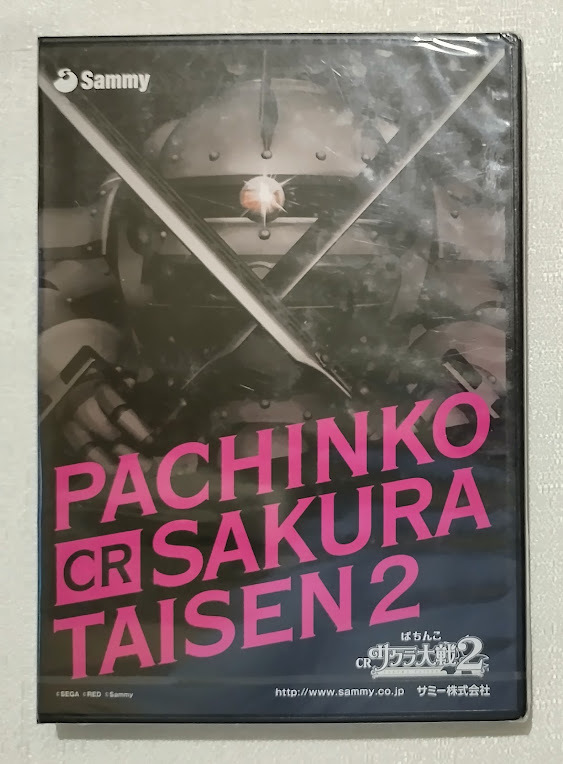 Sammy
PACHINKO
CR SAKURA
TAISEN 2
ぱちんこ
CR サクラ大戦2
©SEGA ©RED ©Sammy
http://www.sammy.co.jp サミー株式会社